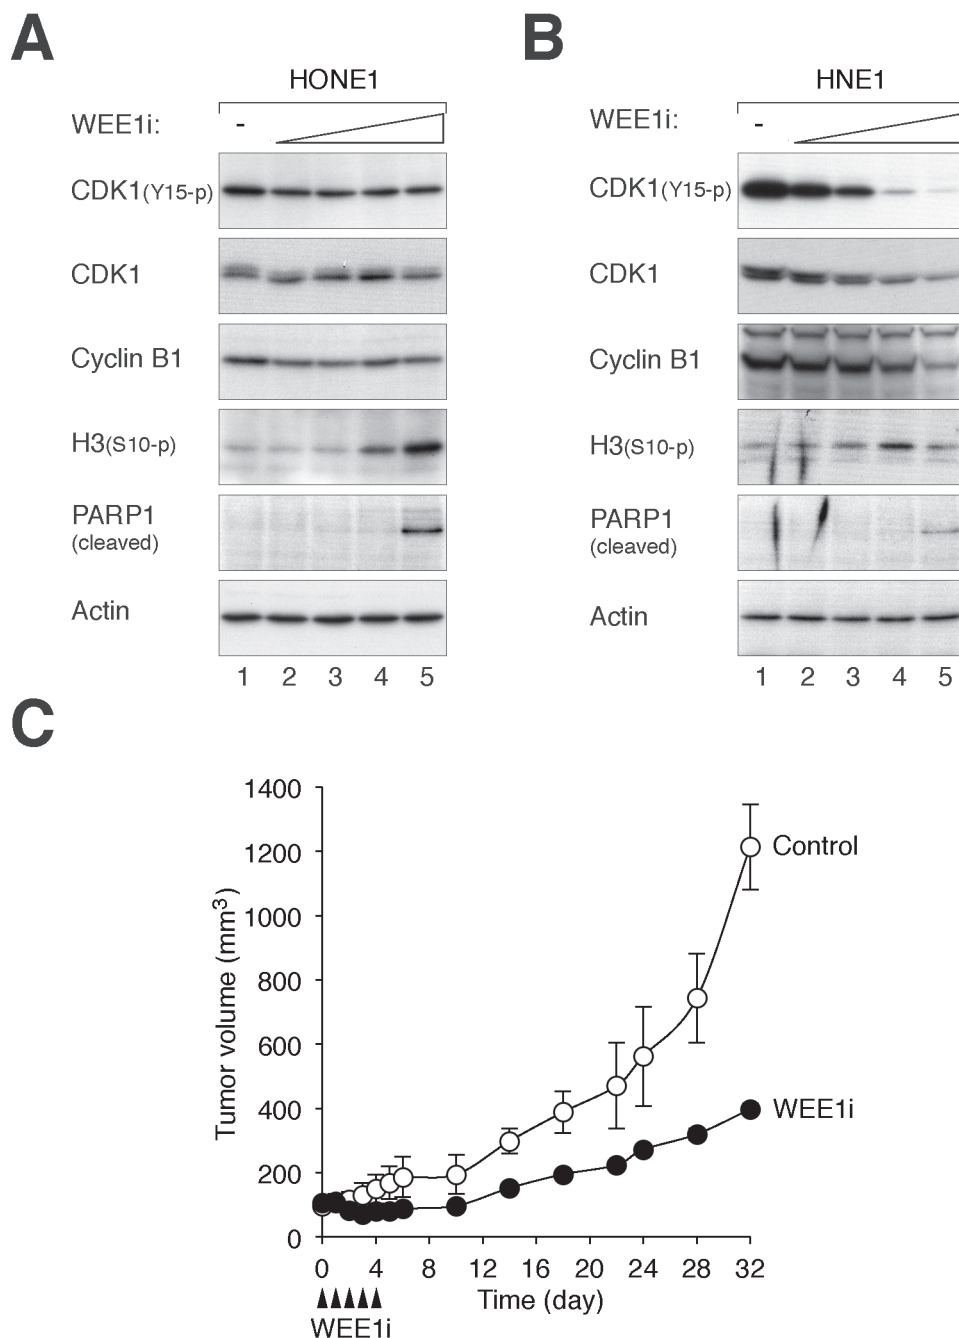 A
HONE1
WEE1i:
-
CDK1(Y15-p)
CDK1
Cyclin B1
H3(S10-p)
PARP1
(cleaved)
Actin
1 2 3 4 5
B
HNE1
WEE1i:
-
CDK1(Y15-p)
CDK1
Cyclin B1
H3(S10-p)
PARP1
(cleaved)
Actin
1 2 3 4 5
C
Tumor volume (mm³)
1400
1200
1000
800
600
400
200
0
Control
WEE1i
0 4 8 12 16 20 24 28 32
Time (day)
WEE1i